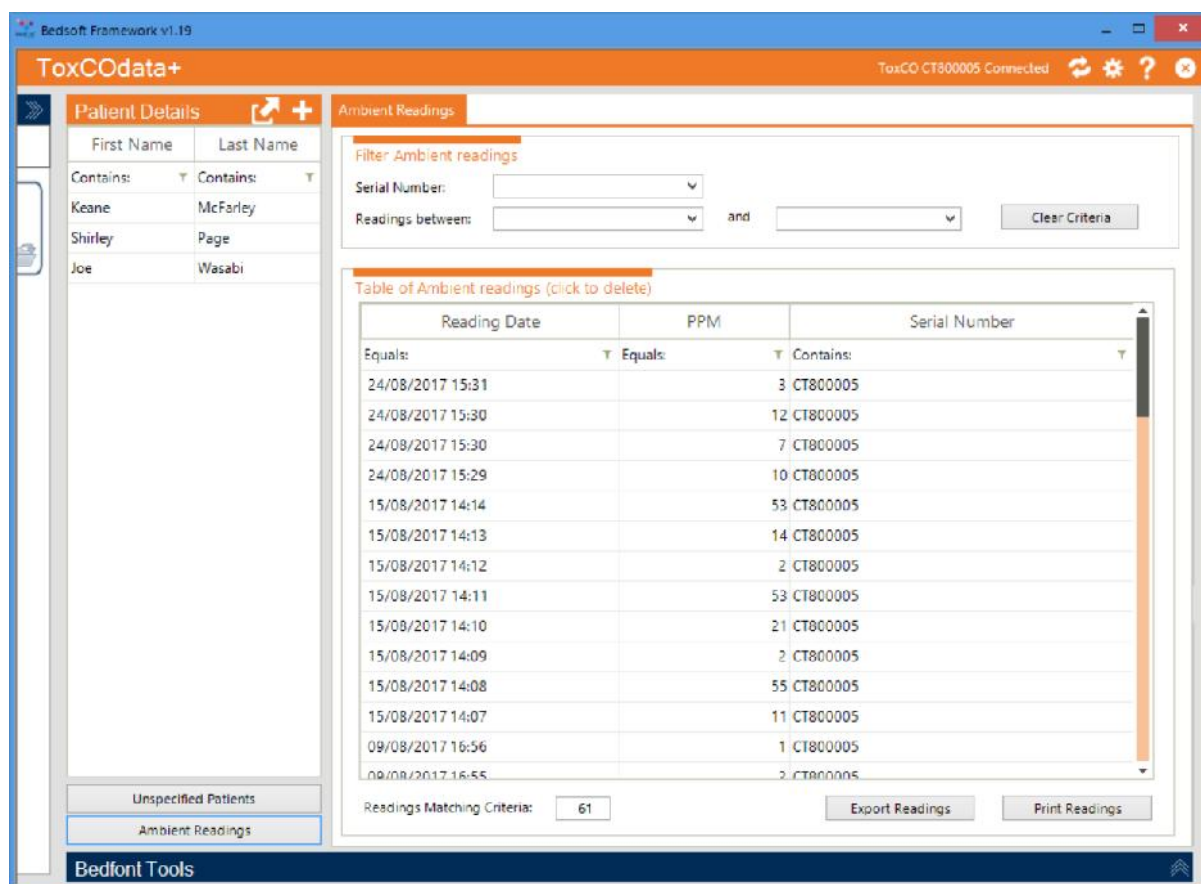 Bedsoft Framework v1.19
ToxCOdata+
ToxCO CT800005 Connected
Patient Details
First Name Last Name
Contains: Contains:
Keane McFarley
Shirley Page
Joe Wasabi
Unspecified Patients
Ambient Readings
Ambient Readings
Filter Ambient readings
Serial Number:
Readings between: and Clear Criteria
Table of Ambient readings (click to delete)
Reading Date PPM Serial Number
Equals: Equals: Contains:
24/08/2017 15:31 3 CT800005
24/08/2017 15:30 12 CT800005
24/08/2017 15:30 7 CT800005
24/08/2017 15:29 10 CT800005
15/08/2017 14:14 53 CT800005
15/08/2017 14:13 14 CT800005
15/08/2017 14:12 2 CT800005
15/08/2017 14:11 53 CT800005
15/08/2017 14:10 21 CT800005
15/08/2017 14:09 2 CT800005
15/08/2017 14:08 55 CT800005
15/08/2017 14:07 11 CT800005
09/08/2017 16:56 1 CT800005
09/08/2017 16:55 2 CT800005
Readings Matching Criteria: 61 Export Readings Print Readings
Bedfont Tools